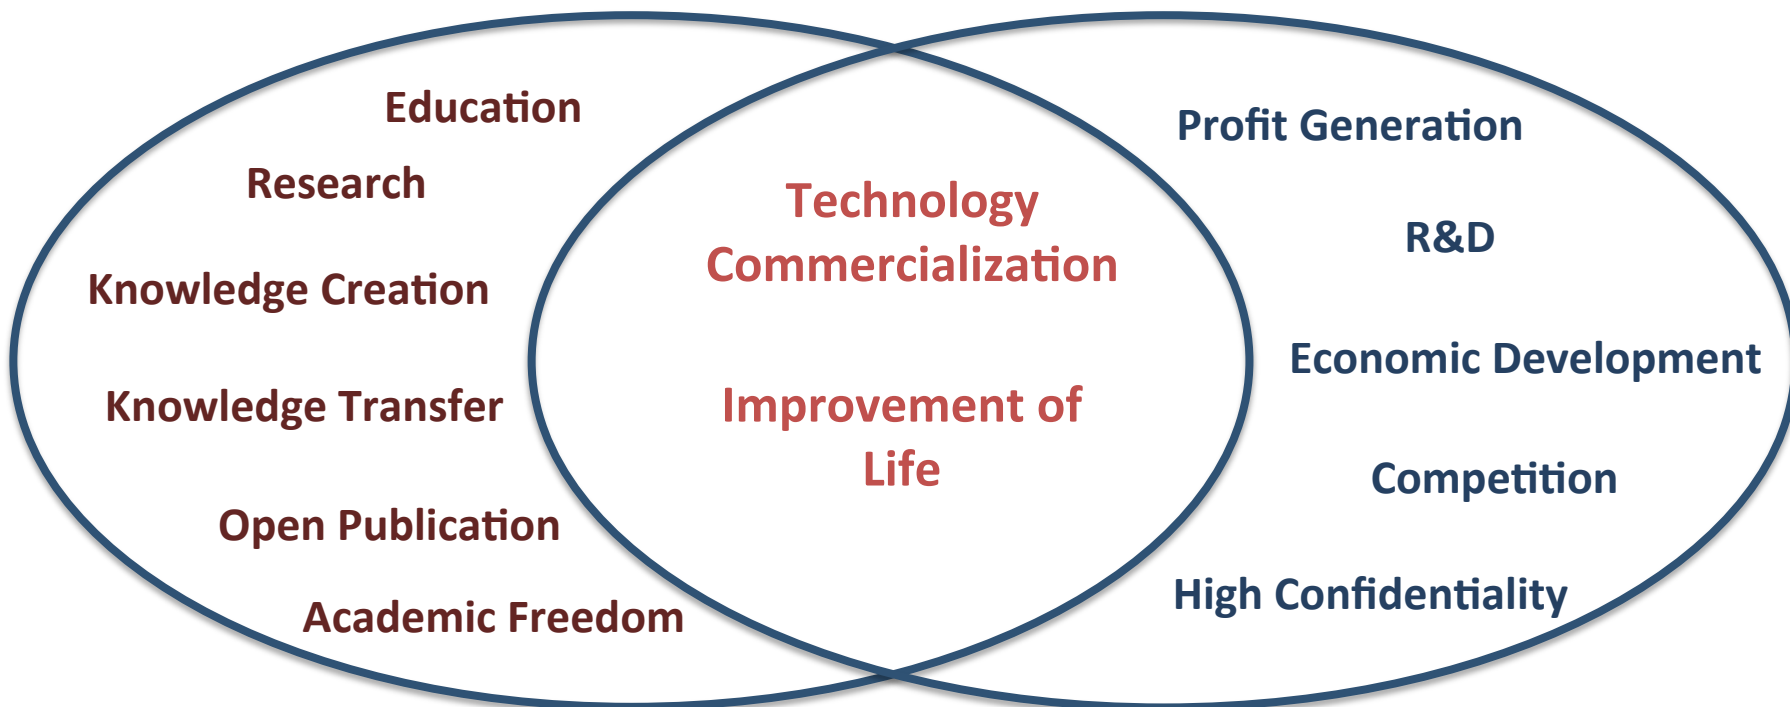 Education
Research
Knowledge Creation
Knowledge Transfer
Open Publication
Academic Freedom
Technology
Commercialization
Improvement of
Life
Profit Generation
R&D
Economic Development
Competition
High Confidentiality